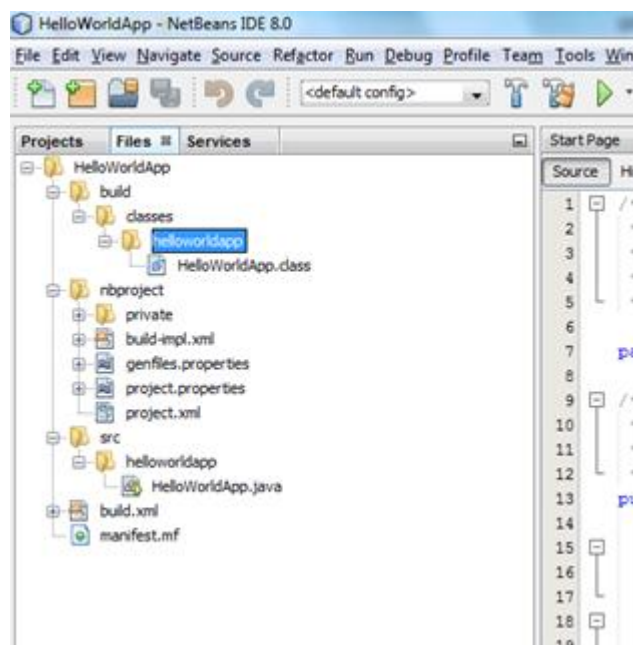 HelloWorldApp - NetBeans IDE 8.0
File Edit View Navigate Source Refactor Run Debug Profile Team Tools
<default config>
Projects Files Services
Start Page
Source
HelloWorldApp
build
classes
helloworldapp
HelloWorldApp.class
nbproject
private
build-impl.xml
genfiles.properties
project.properties
project.xml
src
helloworldapp
HelloWorldApp.java
build.xml
manifest.mf
1
2
3
4
5
6
7
8
9
10
11
12
13
14
15
16
17
18